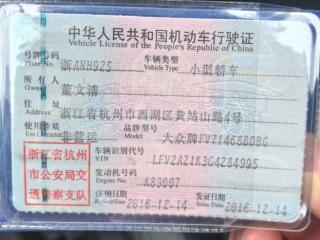 中华人民共和国机动车行驶证
Vehicle License of the People's Republic of China
号牌号码 浙ANH925 车辆类型 小型轿车
Plate No. Vehicle Type
所有人 董文清
Owner
住址 浙江省杭州市西湖区黄姑山路4号
Address
使用性质 非营运 品牌型号 大众牌FV7146BBDBG
Use Character Model
浙江省杭州
市公安局交
通警察支队
车辆识别代号 LFV2A21K3G4284995
VIN
发动机号码 K89007
Engine No.
注册日期 2016-12-14 发证日期 2016-12-14
Register Date Issue Date